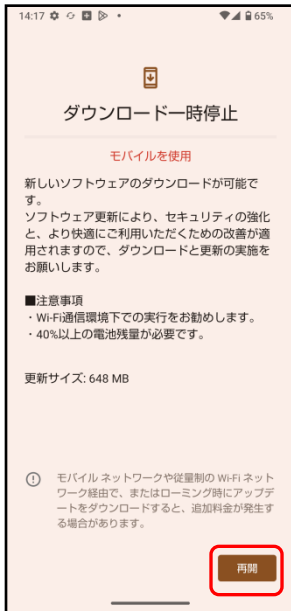 14:17 65%
ダウンロード一時停止
モバイルを使用
新しいソフトウェアのダウンロードが可能で
す。
ソフトウェア更新により、セキュリティの強化
と、より快適にご利用いただくための改善が適
用されますので、ダウンロードと更新の実施を
お願いします。
■注意事項
・Wi-Fi通信環境下での実行をお勧めします。
・40%以上の電池残量が必要です。
更新サイズ: 648 MB
モバイル ネットワークや従量制の Wi-Fi ネット
ワーク経由で、またはローミング時にアップデ
ートをダウンロードすると、追加料金が発生す
る場合があります。
再開